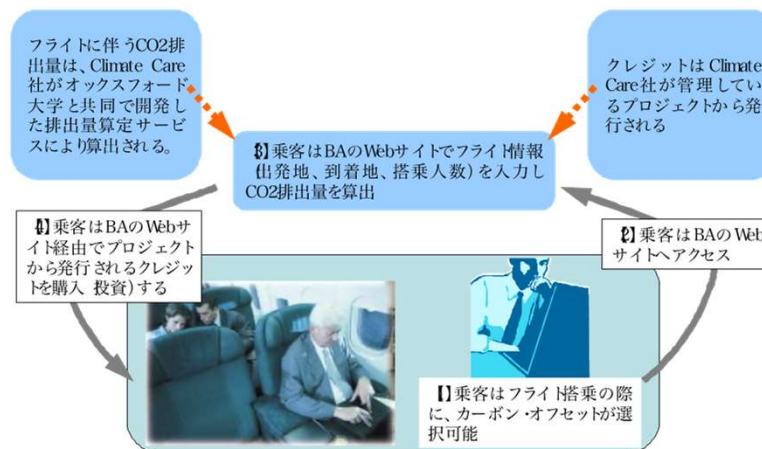 フライトに伴うCO2排
出量は、Climate Care
社がオックスフォード
大学と共同で開発し
た排出量算定サービ
スにより算出される。
クレジットは Climate
Care社が管理してい
るプロジェクトから発
行される
【3】乗客はBAのWebサイトでフライト情報
(出発地、到着地、搭乗人数)を入力し
CO2排出量を算出
【4】乗客はBAのWebサ
イト経由でプロジェクト
から発行されるクレジッ
トを購入(投資)する
【2】乗客はBAのWeb
サイトへアクセス
【1】乗客はフライト搭乗の際
に、カーボン・オフセットが選
択可能